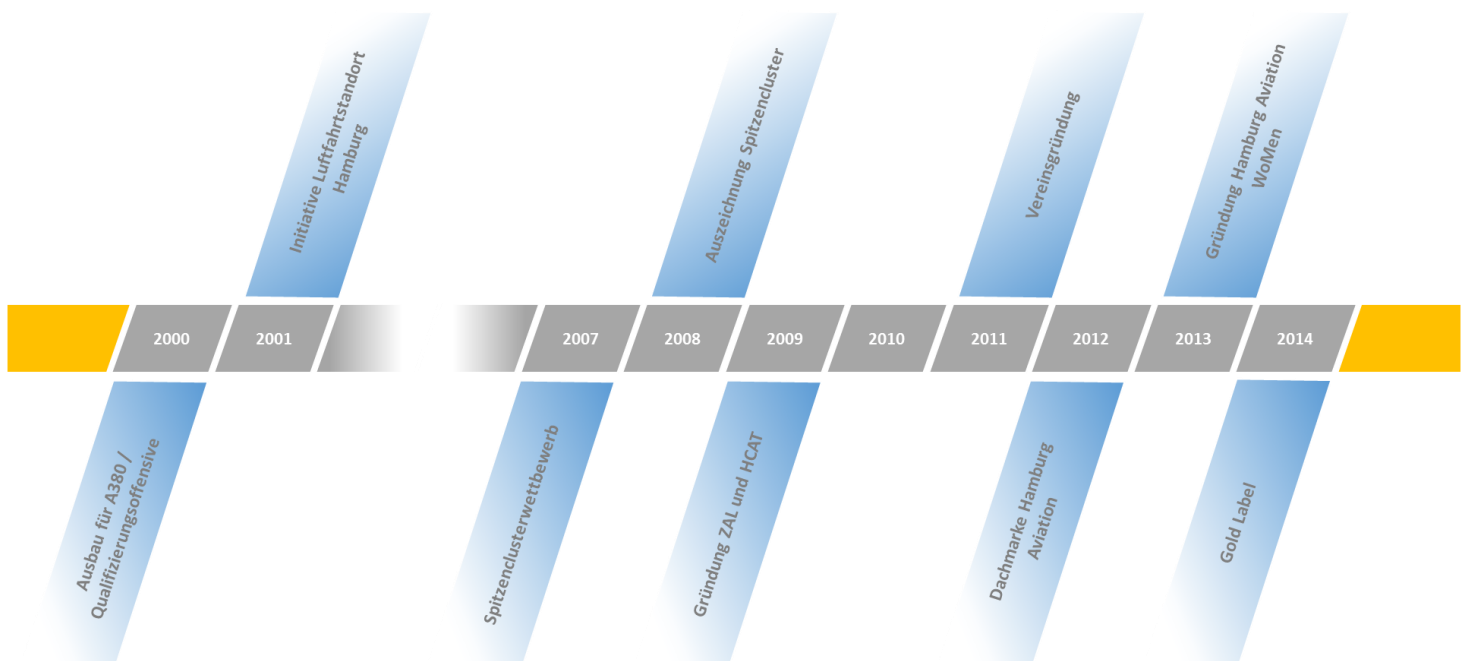 Initiative Luftfahrtstandort
Hamburg
Auszeichnung Spitzencluster
Vereinsgründung
Gründung Hamburg Aviation
WoMen
2000
2001
2007
2008
2009
2010
2011
2012
2013
2014
Ausbau für A380 /
Qualifizierungsoffensive
Spitzenclusterwettbewerb
Gründung ZAL und HCAT
Dachmarke Hamburg
Aviation
Gold Label